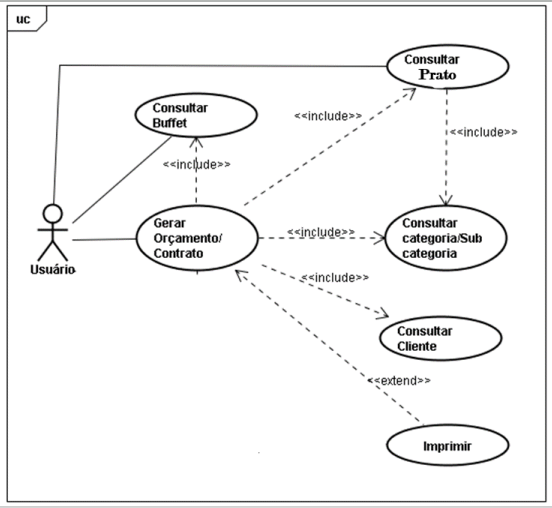 uc
Consultar
Prato
Consultar
Buffet
<<include>>
<<include>>
<<include>>
Gerar
Orçamento/
Contrato
<<include>>
Consultar
categoria/Sub
categoria
Usuário
<<include>>
Consultar
Cliente
<<extend>>
Imprimir